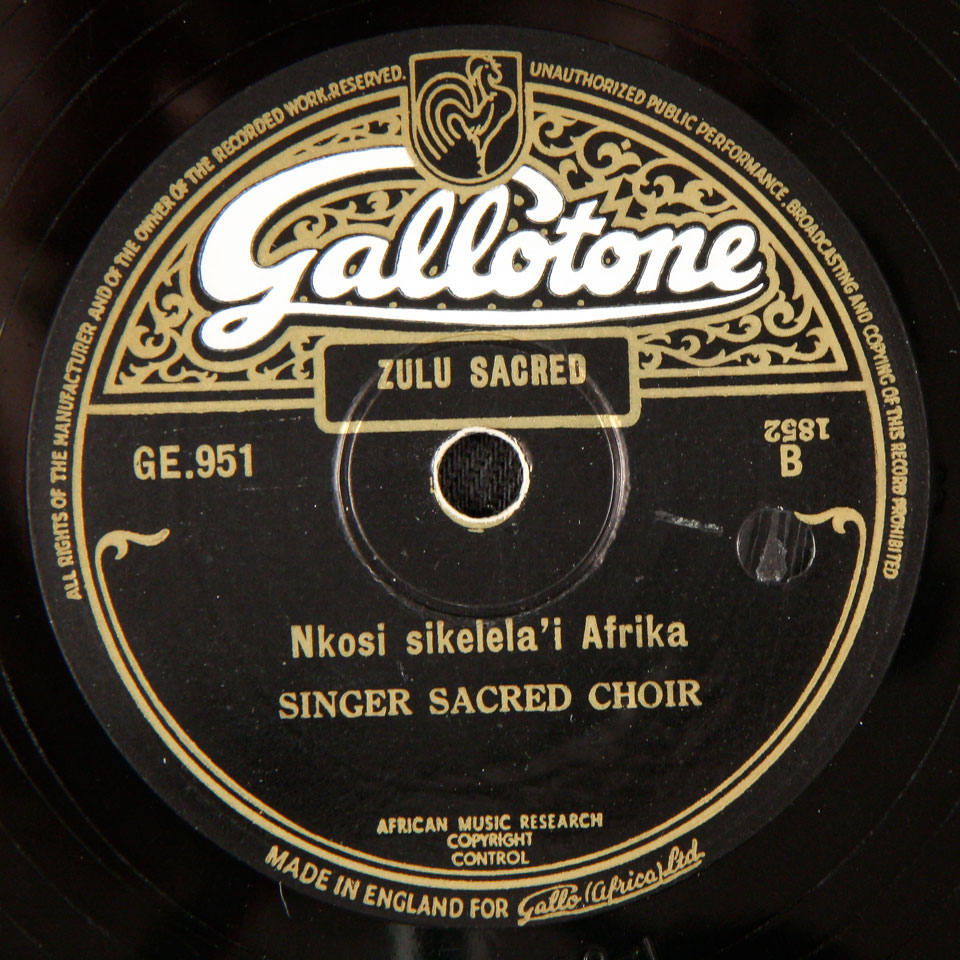 ALL RIGHTS OF THE MANUFACTURER AND OF THE OWNER OF THE RECORDED WORK RESERVED.
UNAUTHORIZED PUBLIC PERFORMANCE, BROADCASTING AND COPYING OF THIS RECORD PROHIBITED
Gallotone
ZULU SACRED
GE.951
1852
B
Nkosi sikelela'i Afrika
SINGER SACRED CHOIR
AFRICAN MUSIC RESEARCH
COPYRIGHT
CONTROL
MADE IN ENGLAND FOR Gallo (Africa) Ltd